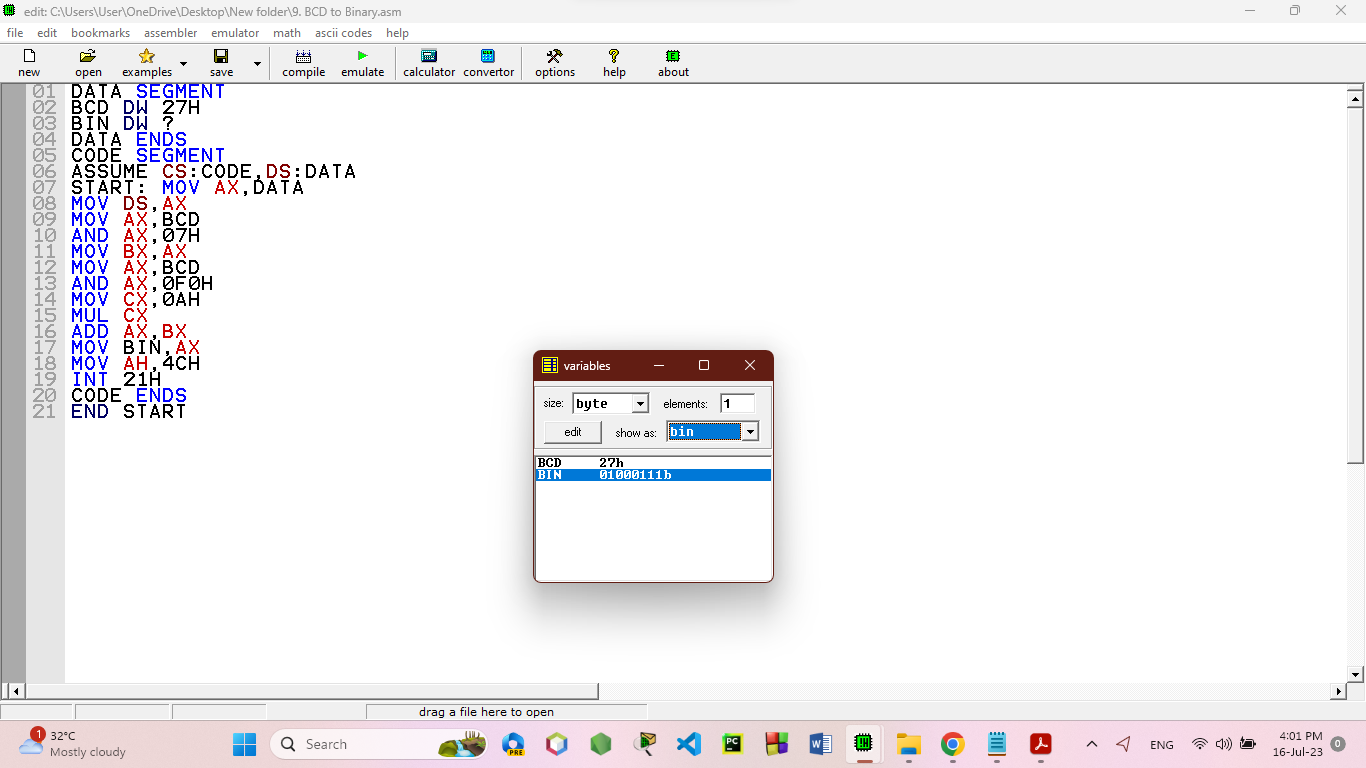 edit: C:\Users\User\OneDrive\Desktop\New folder\9. BCD to Binary.asm
file edit bookmarks assembler emulator math ascii codes help
new open examples save compile emulate calculator convertor options help about
01 DATA SEGMENT
02 BCD DW 27H
03 BIN DW ?
04 DATA ENDS
05 CODE SEGMENT
06 ASSUME CS:CODE,DS:DATA
07 START: MOV AX,DATA
08 MOV DS,AX
09 MOV AX,BCD
10 AND AX,07H
11 MOV BX,AX
12 MOV AX,BCD
13 AND AX,0F0H
14 MOV CX,0AH
15 MUL CX
16 ADD AX,BX
17 MOV BIN,AX
18 MOV AH,4CH
19 INT 21H
20 CODE ENDS
21 END START
variables
size: byte elements: 1
edit show as: bin
BCD 27h
BIN 01000111b
drag a file here to open
1
32°C
Mostly cloudy
Search
PRE
PC
W
ENG
4:01 PM
16-Jul-23
0